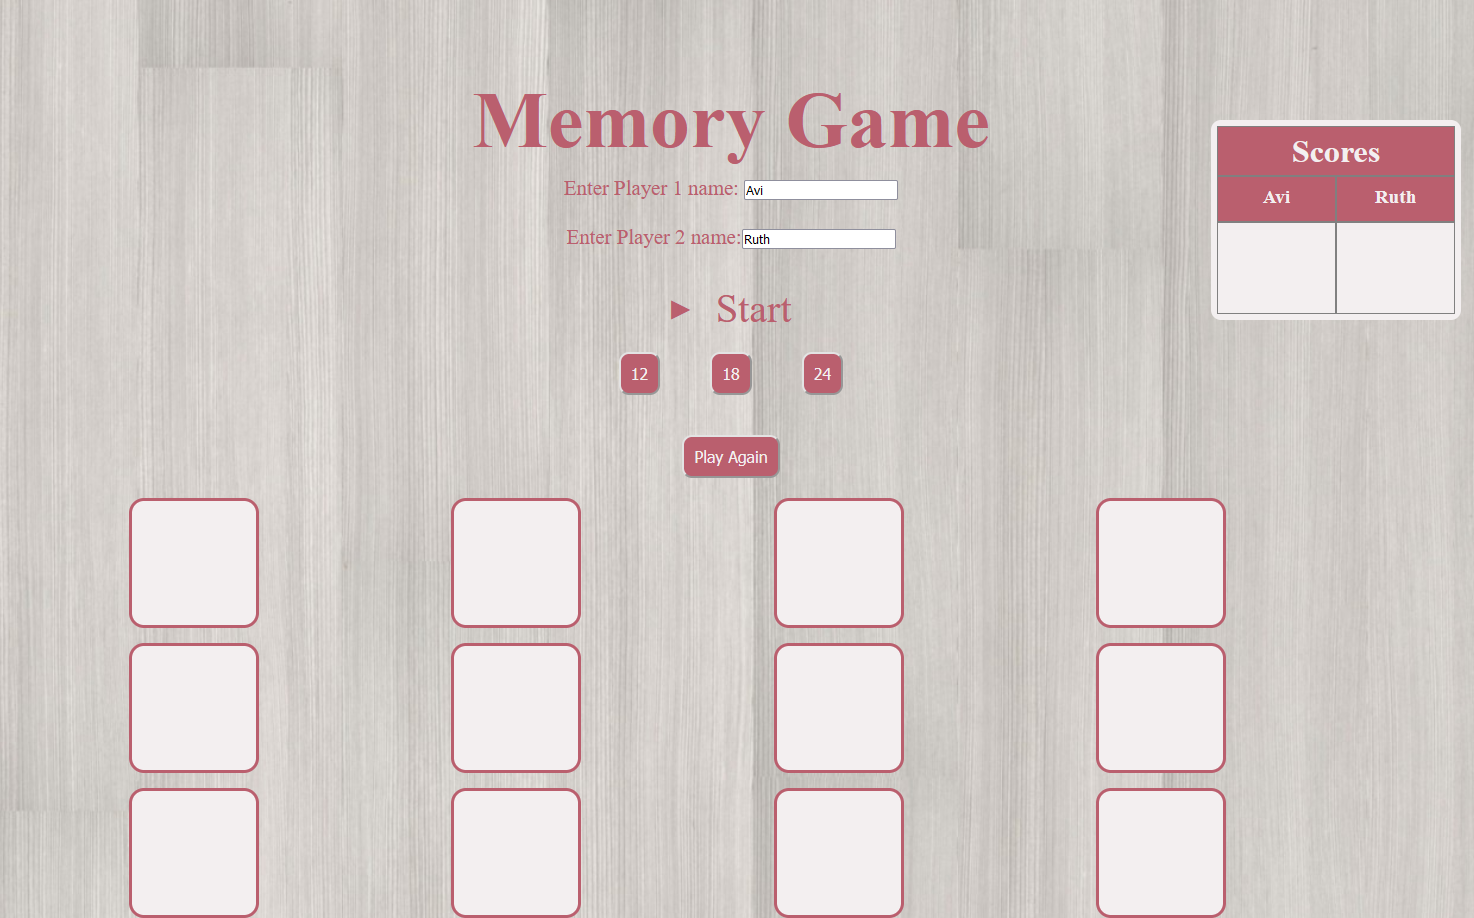 Memory Game
Enter Player 1 name: Avi
Enter Player 2 name: Ruth
► Start
12 18 24
Play Again
Scores
Avi Ruth